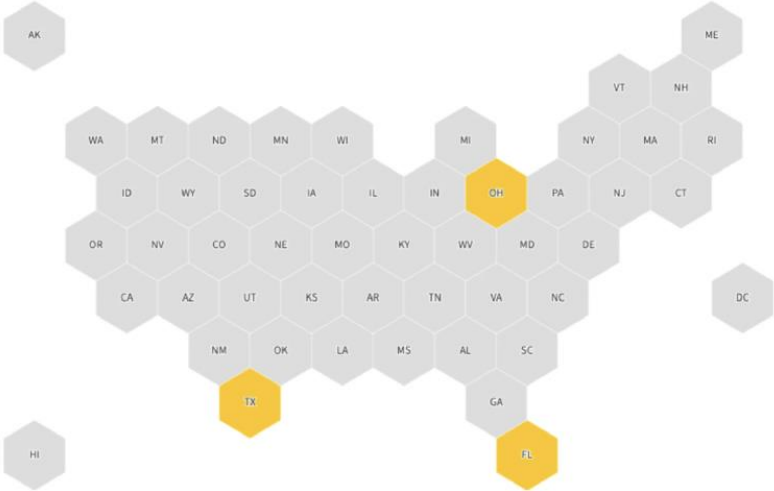 AK ME
VT NH
WA MT ND MN WI MI NY MA RI
ID WY SD IA IL IN OH PA NJ CT
OR NV CO NE MO KY WV MD DE
CA AZ UT KS AR TN VA NC DC
NM OK LA MS AL SC
TX GA
HI FL